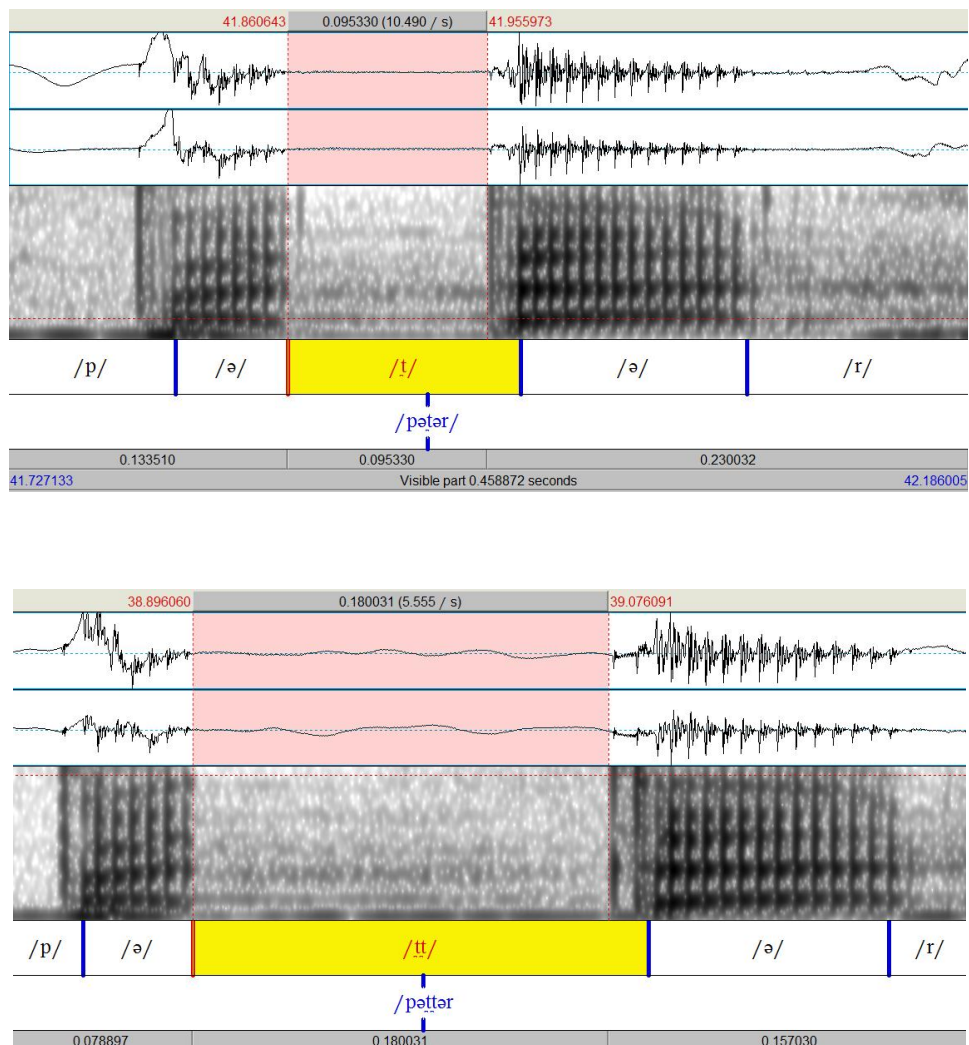 41.860643 0.095330 (10.490 / s) 41.955973
/p/ /ə/ /t̪/ /ə/ /r/
/pət̪ər/
0.133510 0.095330 0.230032
41.727133 Visible part 0.458872 seconds 42.186005
38.896060 0.180031 (5.555 / s) 39.076091
/p/ /ə/ /t̪t̪/ /ə/ /r/
/pət̪t̪ər
0.078897 0.180031 0.157030